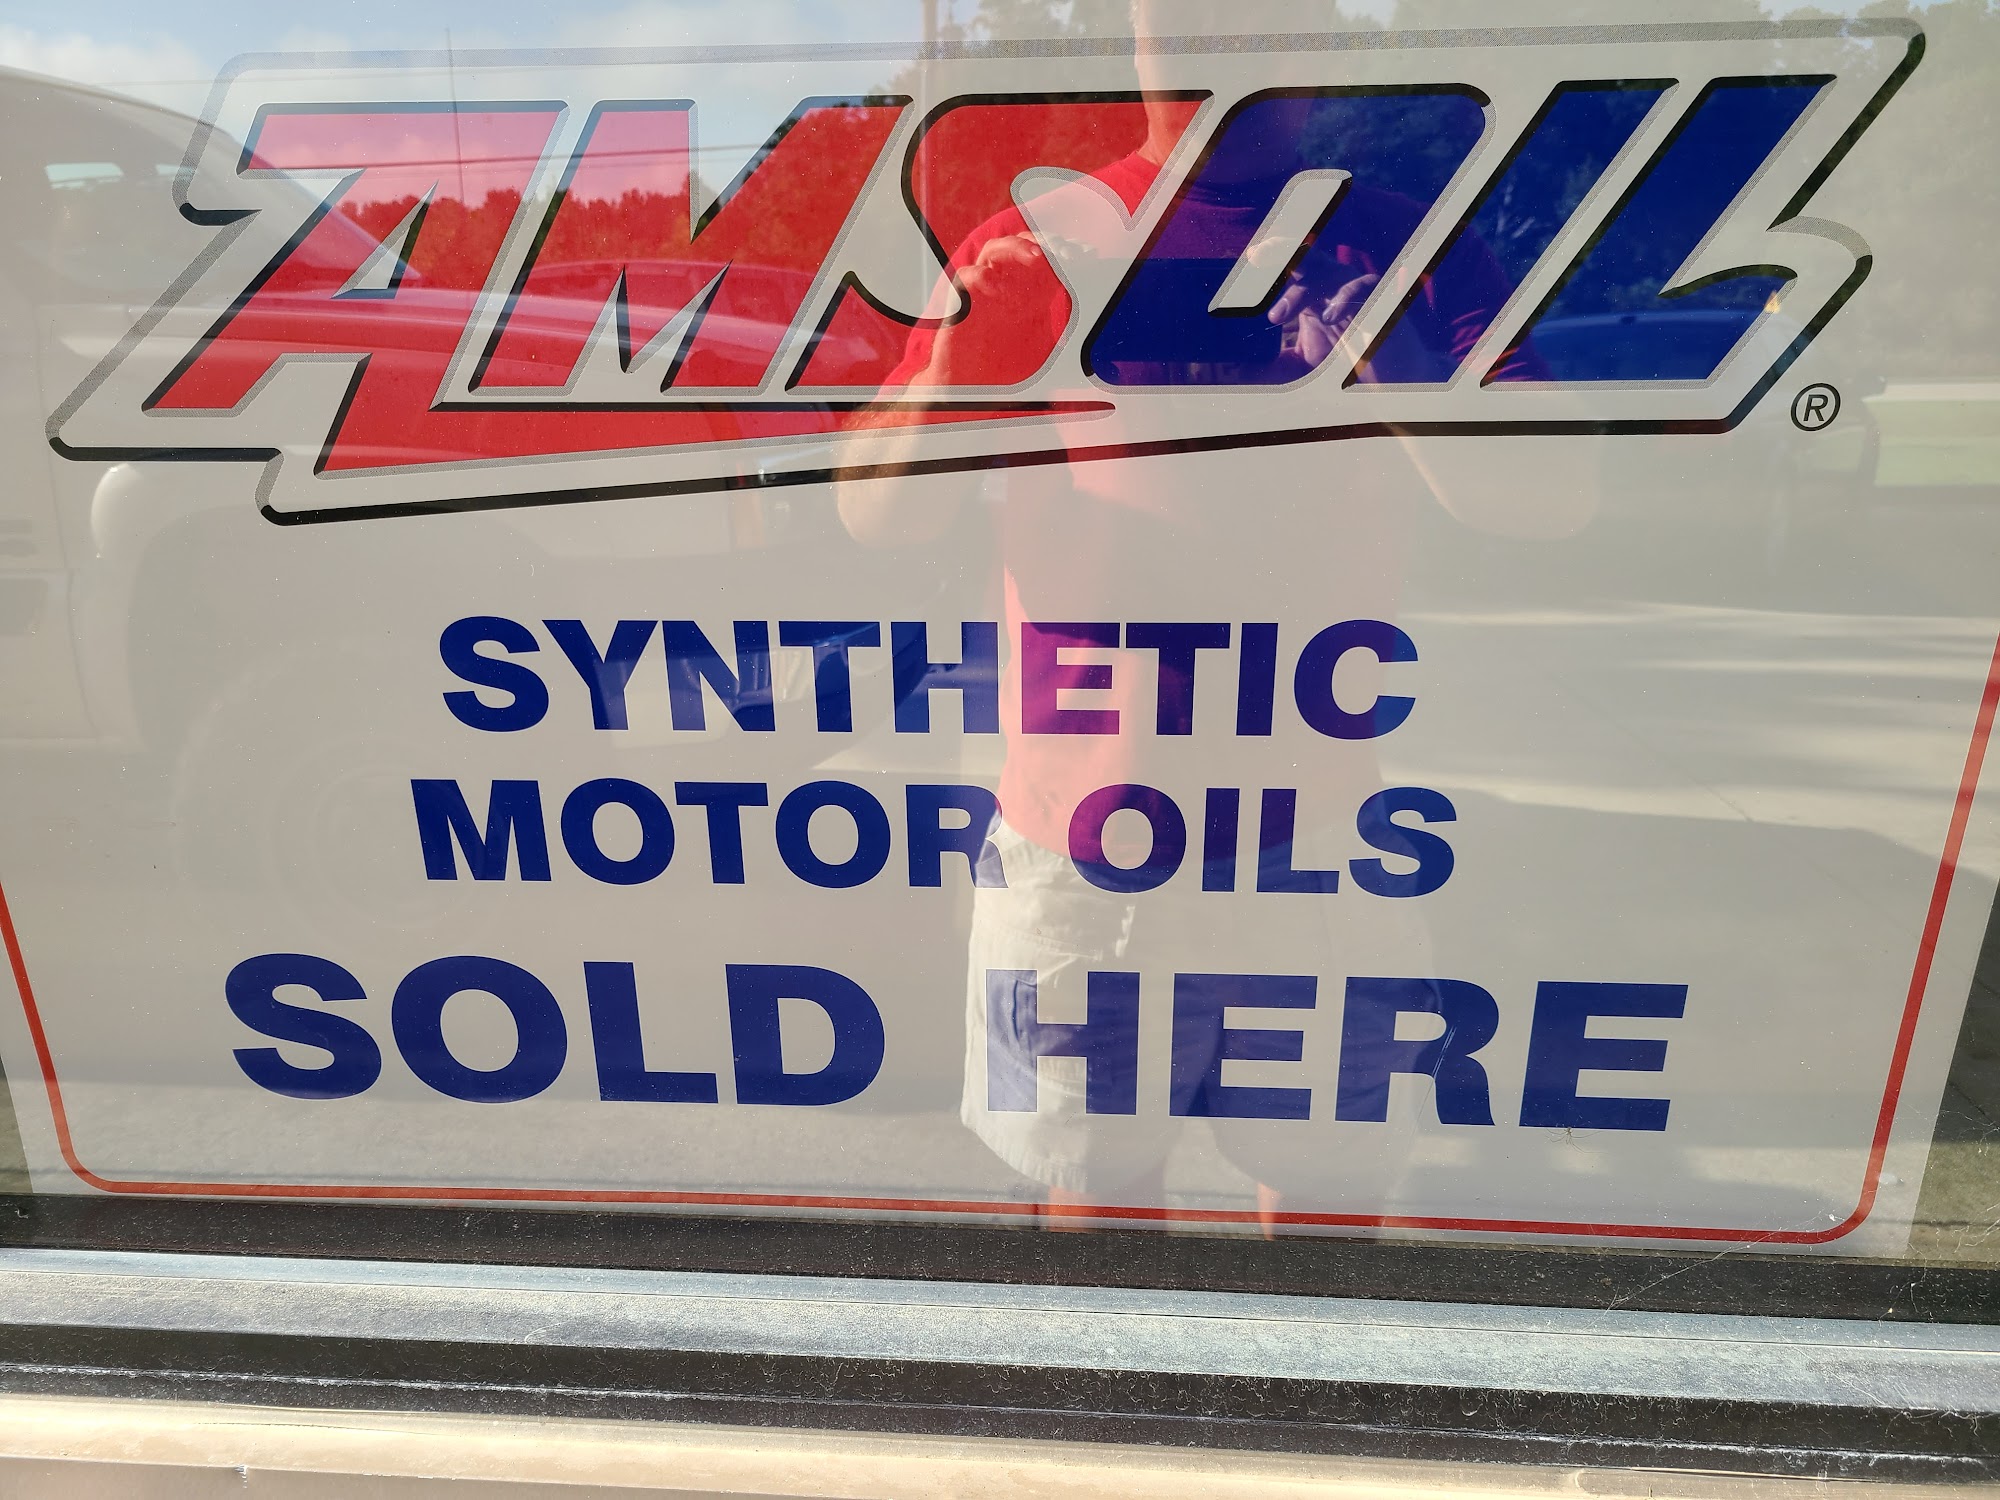 AMSOIL®
SYNTHETIC
MOTOR OILS
SOLD HERE